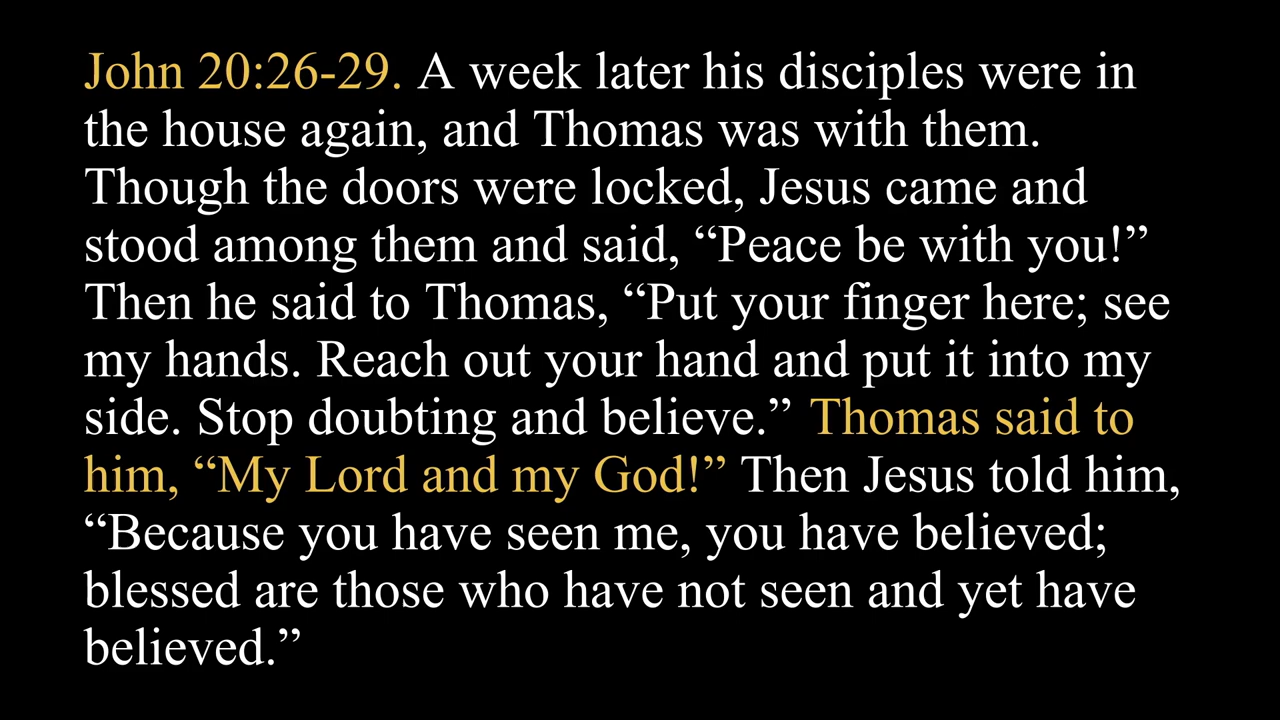 John 20:26-29. A week later his disciples were in
the house again, and Thomas was with them.
Though the doors were locked, Jesus came and
stood among them and said, “Peace be with you!”
Then he said to Thomas, “Put your finger here; see
my hands. Reach out your hand and put it into my
side. Stop doubting and believe.” Thomas said to
him, “My Lord and my God!” Then Jesus told him,
“Because you have seen me, you have believed;
blessed are those who have not seen and yet have
believed.”